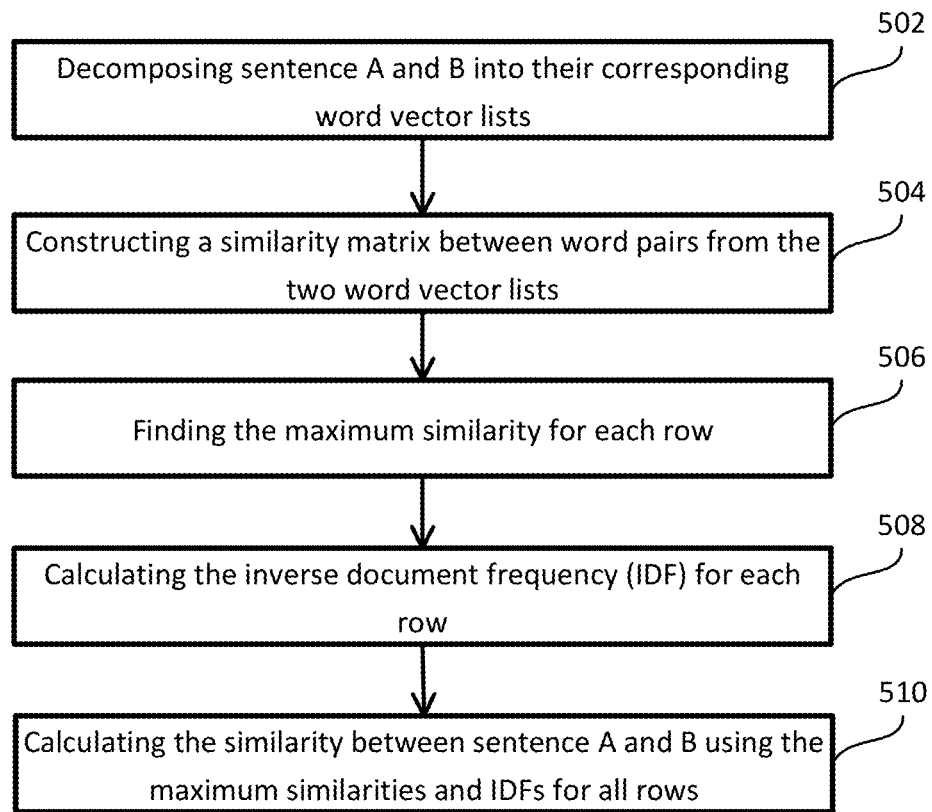 502
Decomposing sentence A and B into their corresponding
word vector lists
504
Constructing a similarity matrix between word pairs from the
two word vector lists
506
Finding the maximum similarity for each row
508
Calculating the inverse document frequency (IDF) for each
row
510
Calculating the similarity between sentence A and B using the
maximum similarities and IDFs for all rows